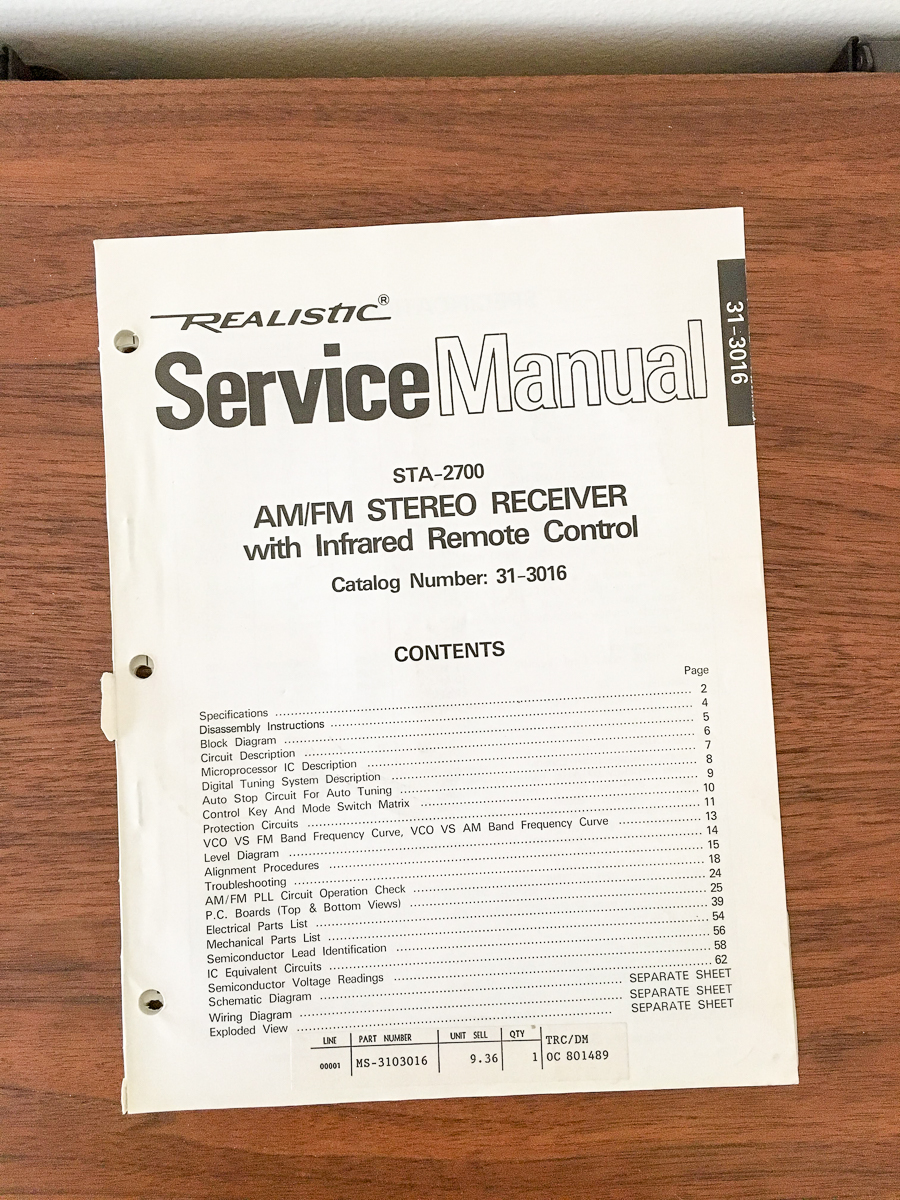 REALISTIC®
Service Manual
31-3016
STA-2700
AM/FM STEREO RECEIVER
with Infrared Remote Control
Catalog Number: 31-3016
CONTENTS
Page
Specifications 2
Disassembly Instructions 4
Block Diagram 5
Circuit Description 6
Microprocessor IC Description 7
Digital Tuning System Description 8
Auto Stop Circuit For Auto Tuning 9
Control Key And Mode Switch Matrix 10
Protection Circuits 11
VCO VS FM Band Frequency Curve, VCO VS AM Band Frequency Curve 13
Level Diagram 14
Alignment Procedures 15
Troubleshooting 18
AM/FM PLL Circuit Operation Check 24
P.C. Boards (Top & Bottom Views) 25
Electrical Parts List 39
Mechanical Parts List 54
Semiconductor Lead Identification 56
IC Equivalent Circuits 58
Semiconductor Voltage Readings 62
Schematic Diagram SEPARATE SHEET
Wiring Diagram SEPARATE SHEET
Exploded View SEPARATE SHEET
LINE PART NUMBER UNIT SELL QTY TRC/DM
00001 MS-3103016 9.36 1 OC 801489